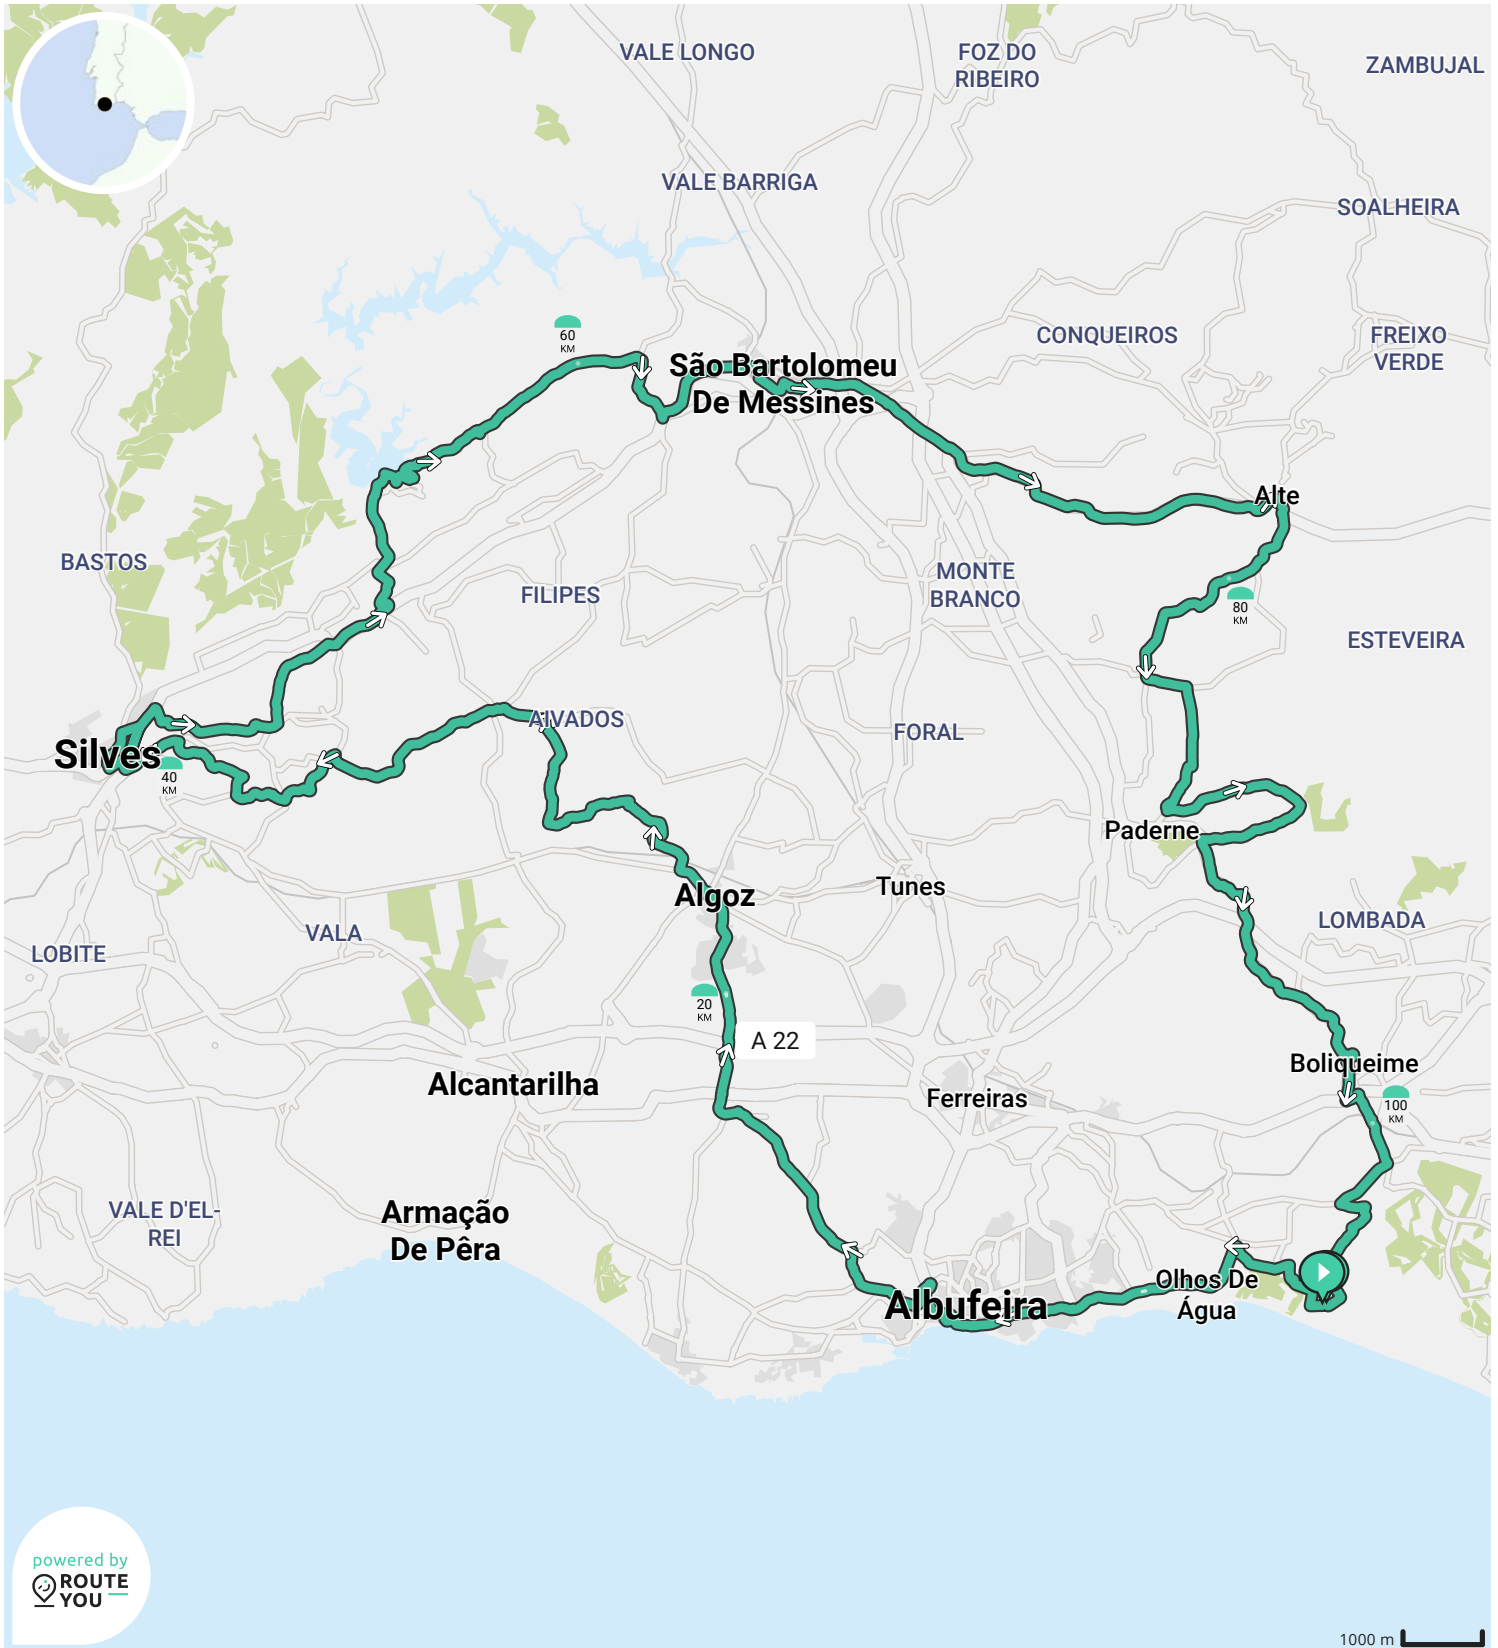 VALE LONGO
FOZ DO
RIBEIRO
ZAMBUJAL
VALE BARRIGA
SOALHEIRA
60
KM
CONQUEIROS
FREIXO
VERDE
São Bartolomeu
De Messines
Alte
BASTOS
FILIPES
MONTE
BRANCO
80
KM
ESTEVEIRA
AIVADOS
FORAL
Silves
40
KM
Paderne
Algoz
Tunes
VALA
LOMBADA
LOBITE
20
KM
A 22
Boliqueime
Alcantarilha
Ferreiras
100
KM
VALE D'EL-
REI
Armação
De Pêra
Olhos De
Água
Albufeira
powered by
ROUTE
YOU
1000 m